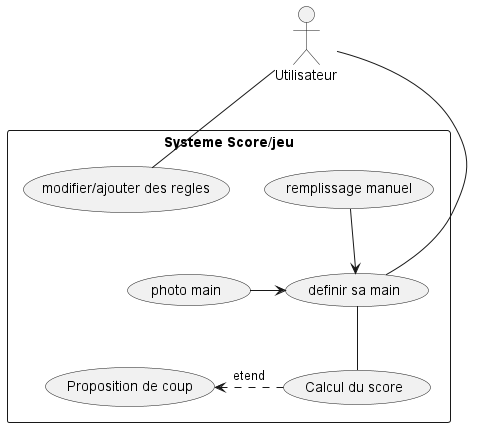 Utilisateur
Systeme Score/jeu
modifier/ajouter des regles
remplissage manuel
photo main
definir sa main
etend
Proposition de coup
Calcul du score